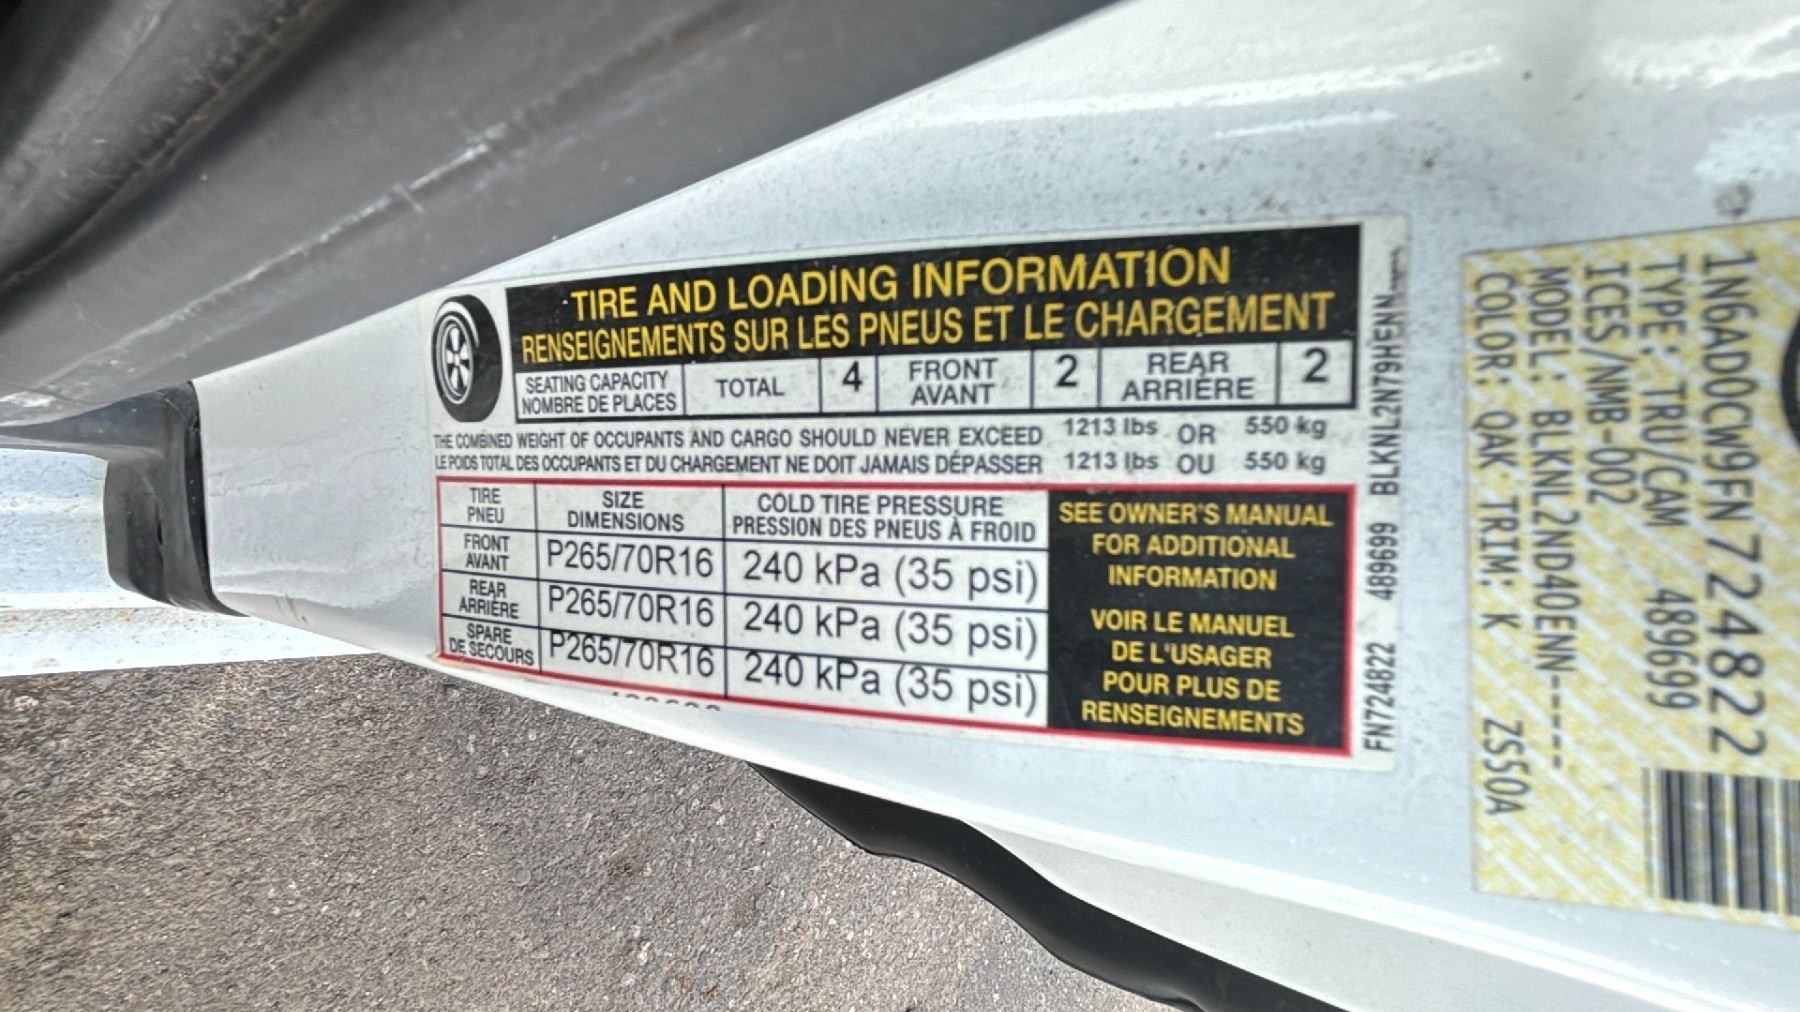 TIRE AND LOADING INFORMATION
RENSEIGNEMENTS SUR LES PNEUS ET LE CHARGEMENT
SEATING CAPACITY
NOMBRE DE PLACES
TOTAL
4
FRONT
AVANT
2
REAR
ARRIÈRE
2
THE COMBINED WEIGHT OF OCCUPANTS AND CARGO SHOULD NEVER EXCEED 1213 lbs OR 550 kg
LE POIDS TOTAL DES OCCUPANTS ET DU CHARGEMENT NE DOIT JAMAIS DÉPASSER 1213 lbs OU 550 kg
TIRE
PNEU
SIZE
DIMENSIONS
COLD TIRE PRESSURE
PRESSION DES PNEUS À FROID
FRONT
AVANT
P265/70R16
240 kPa (35 psi)
REAR
ARRIÈRE
P265/70R16
240 kPa (35 psi)
SPARE
DE SECOURS
P265/70R16
240 kPa (35 psi)
SEE OWNER'S MANUAL
FOR ADDITIONAL
INFORMATION
VOIR LE MANUEL
DE L'USAGER
POUR PLUS DE
RENSEIGNEMENTS
FN724822 489699 BLKNL2N79HENN
1N6AD0CW9FN724822
TYPE: TRU/CAM 489699
ICES/NMB-002
MODEL: BLKNL2ND40ENN-----
COLOR: QAK TRIM: K ZS50A